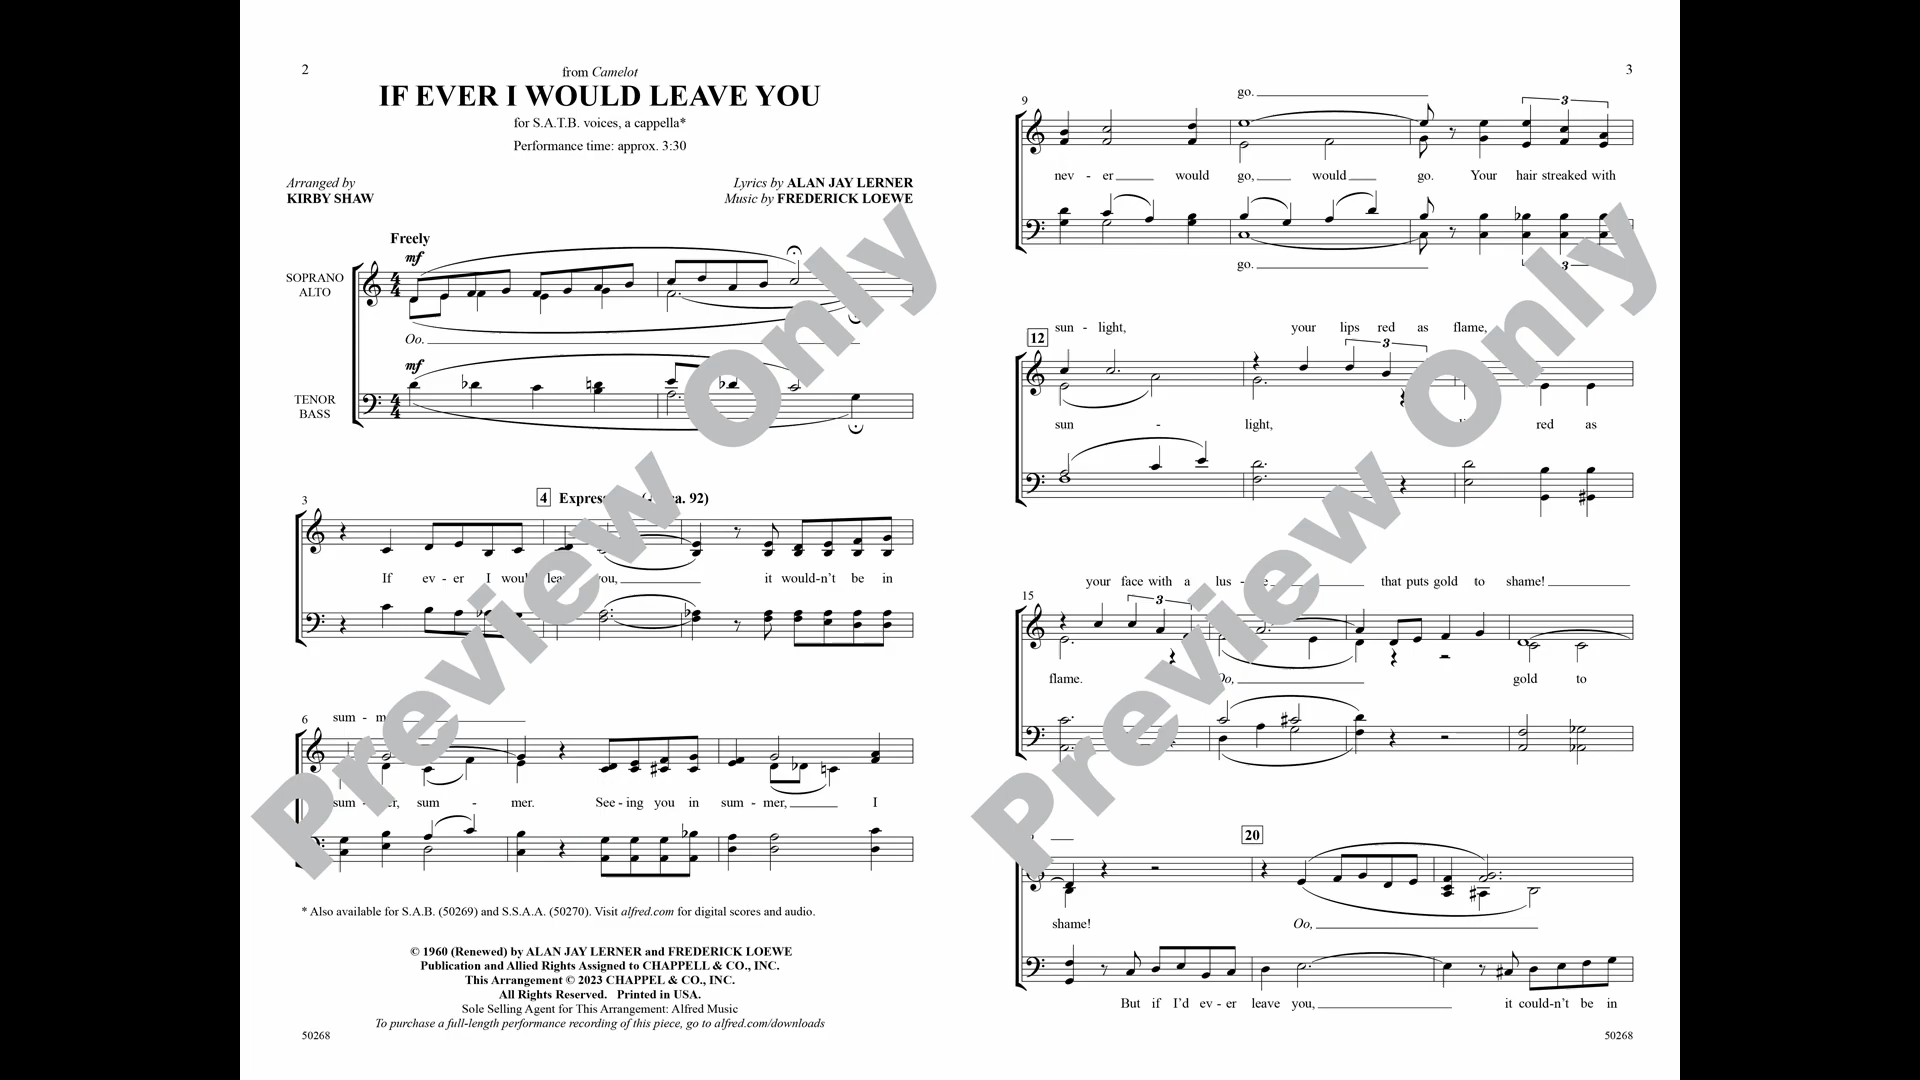 2
from Camelot
IF EVER I WOULD LEAVE YOU
for S.A.T.B. voices, a cappella*
Performance time: approx. 3:30
Arranged by
KIRBY SHAW
Lyrics by ALAN JAY LERNER
Music by FREDERICK LOEWE
Freely
mf
SOPRANO
ALTO
Oo.
mf
TENOR
BASS
3
4
ca. 92)
If ev - er I you, it would-n't be in
6
sum -
sum - sum - mer. See - ing you in sum - mer, I
* Also available for S.A.B. (50269) and S.S.A.A. (50270). Visit alfred.com for digital scores and audio.
© 1960 (Renewed) by ALAN JAY LERNER and FREDERICK LOEWE
Publication and Allied Rights Assigned to CHAPPELL & CO., INC.
This Arrangement © 2023 CHAPPEL & CO., INC.
All Rights Reserved. Printed in USA.
Sole Selling Agent for This Arrangement: Alfred Music
To purchase a full-length performance recording of this piece, go to alfred.com/downloads
50268
Preview Only
3
9
go.
3
nev - er would go, would go. Your hair streaked with
go.
3
12
sun - light, your lips red as flame,
3
sun - light, red as
15
your face with a lus - that puts gold to shame!
3
flame. Oo, gold to
20
shame! Oo,
But if I'd ev - er leave you, it could-n't be in
50268
Preview Only